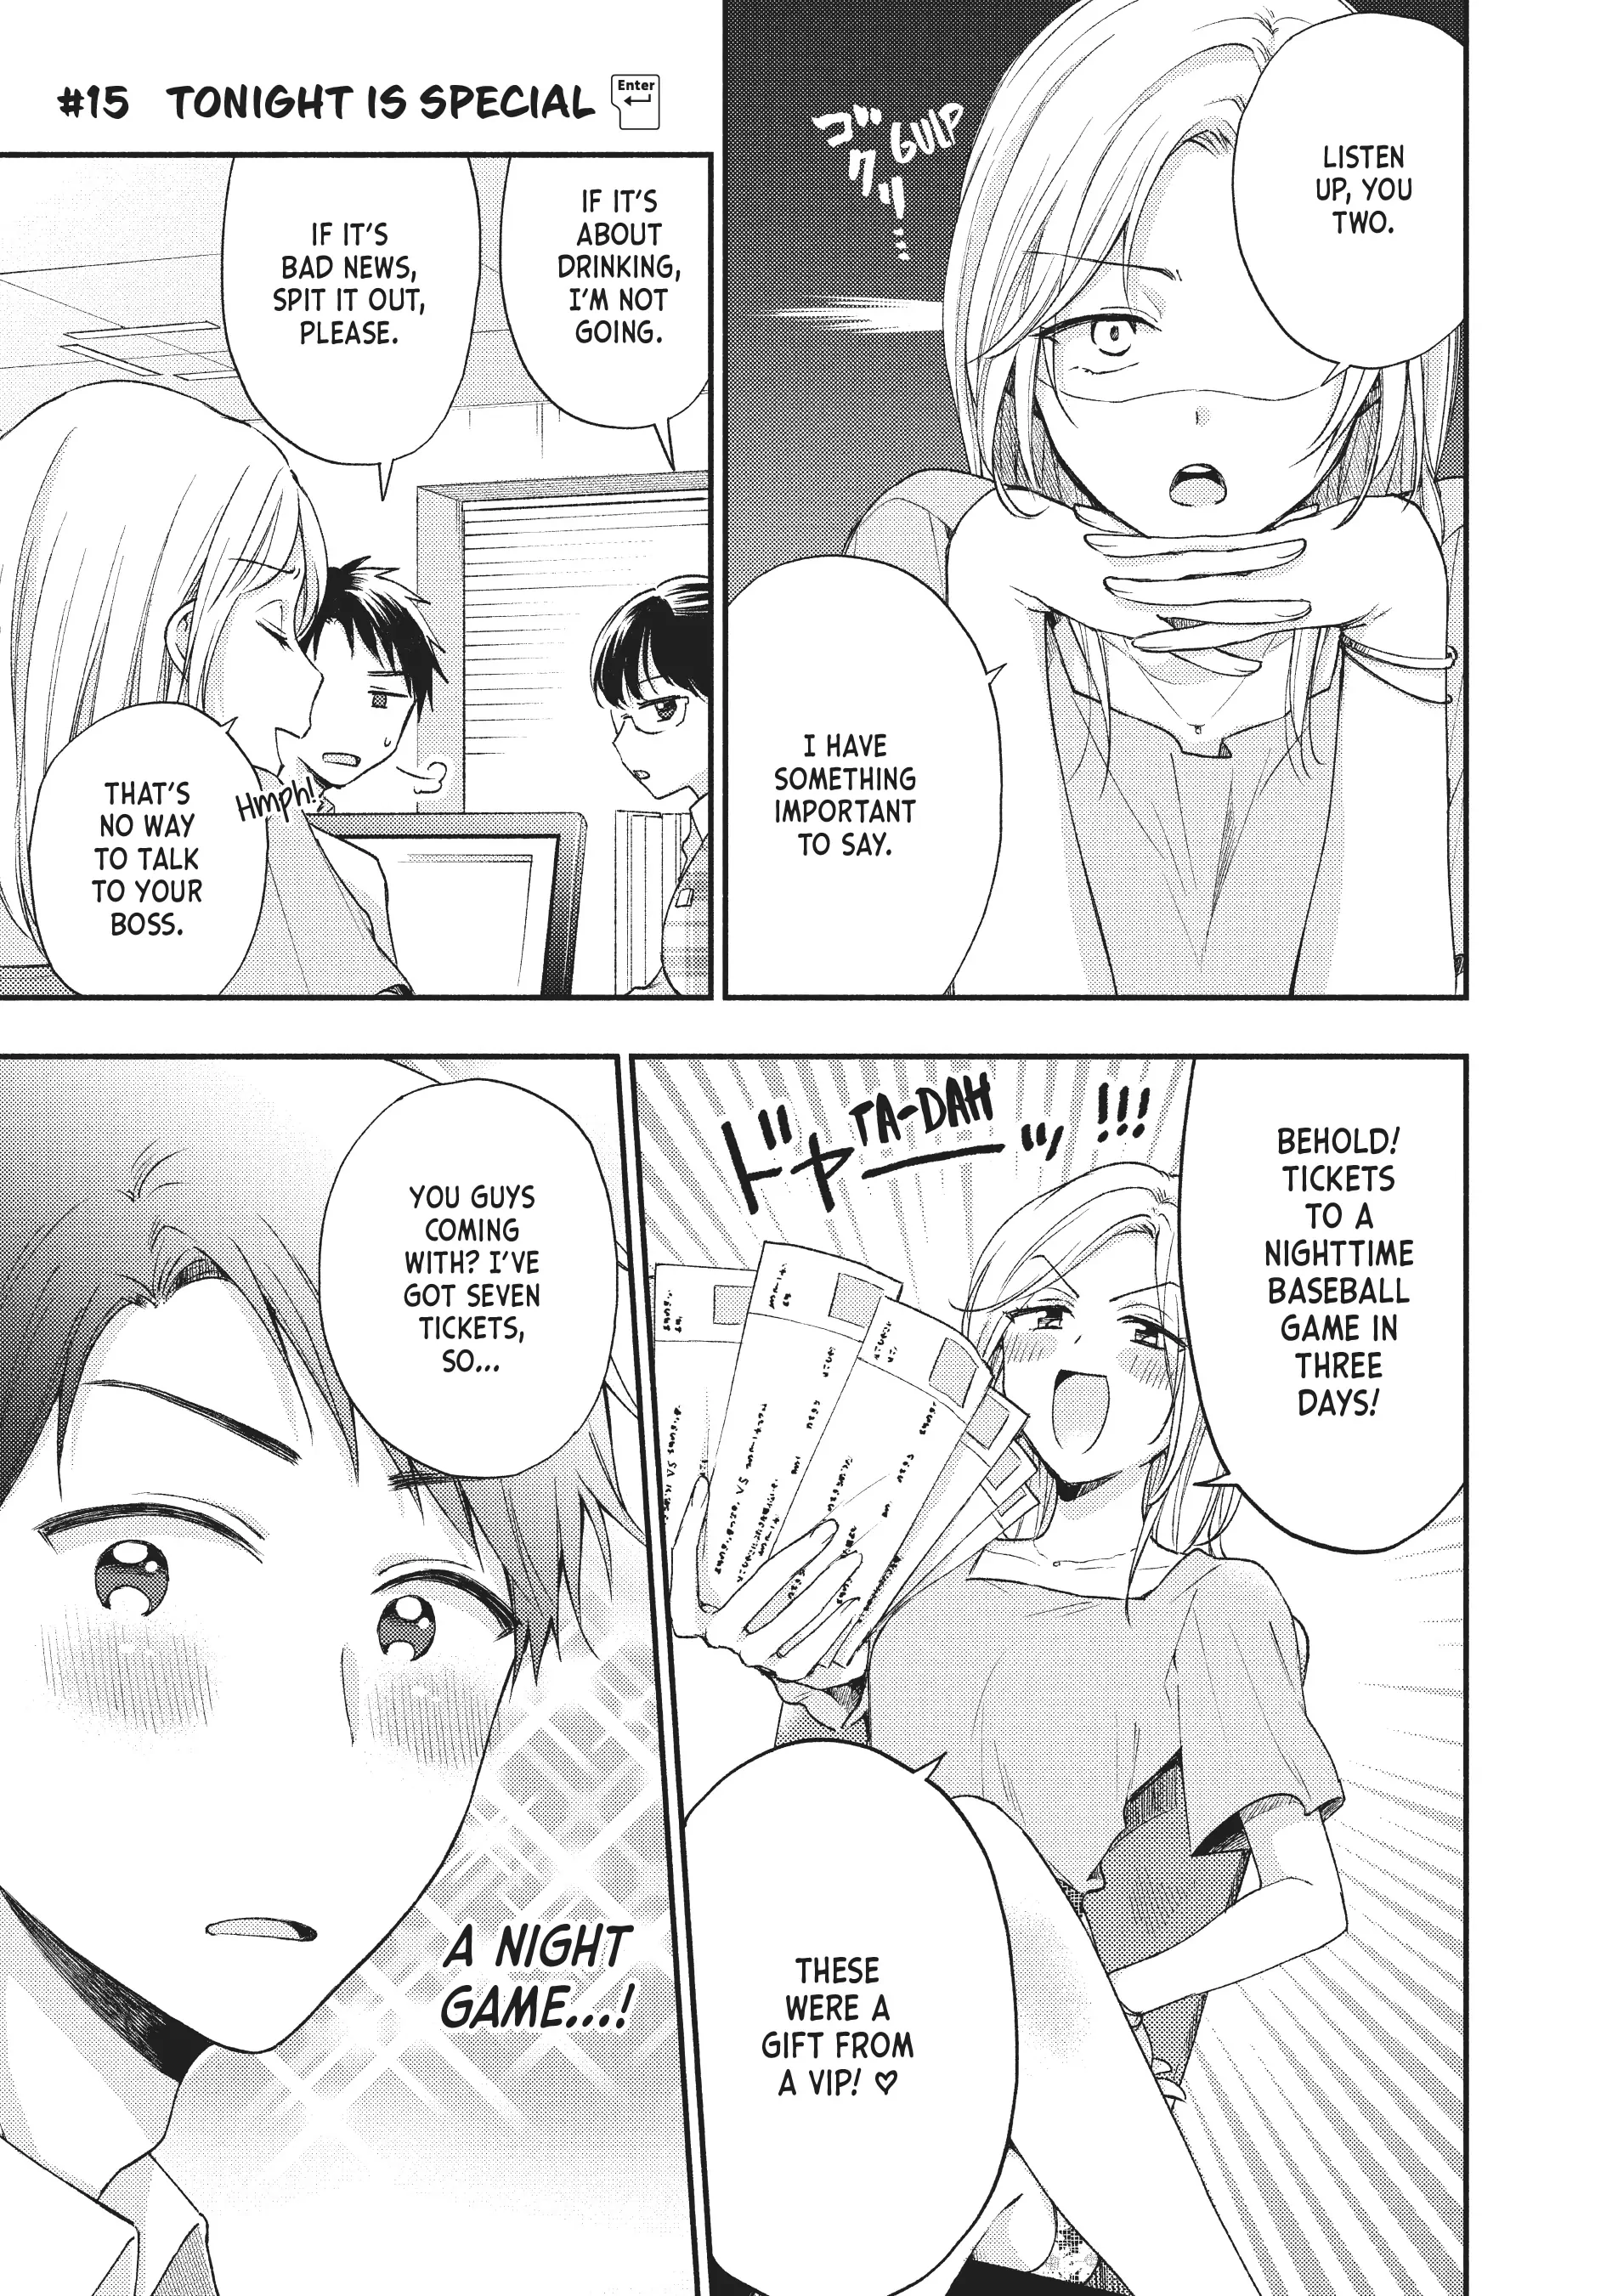 #15 TONIGHT IS SPECIAL Enter
LISTEN
UP, YOU
TWO.
ゴクリ…
GULP
I HAVE
SOMETHING
IMPORTANT
TO SAY.
IF IT'S
ABOUT
DRINKING,
I'M NOT
GOING.
IF IT'S
BAD NEWS,
SPIT IT OUT,
PLEASE.
Hmph!
THAT'S
NO WAY
TO TALK
TO YOUR
BOSS.
BEHOLD!
TICKETS
TO A
NIGHTTIME
BASEBALL
GAME IN
THREE
DAYS!
ドヤーッ!!!
TA-DAH
THESE
WERE A
GIFT FROM
A VIP! ♡
YOU GUYS
COMING
WITH? I'VE
GOT SEVEN
TICKETS,
SO...
A NIGHT
GAME...!